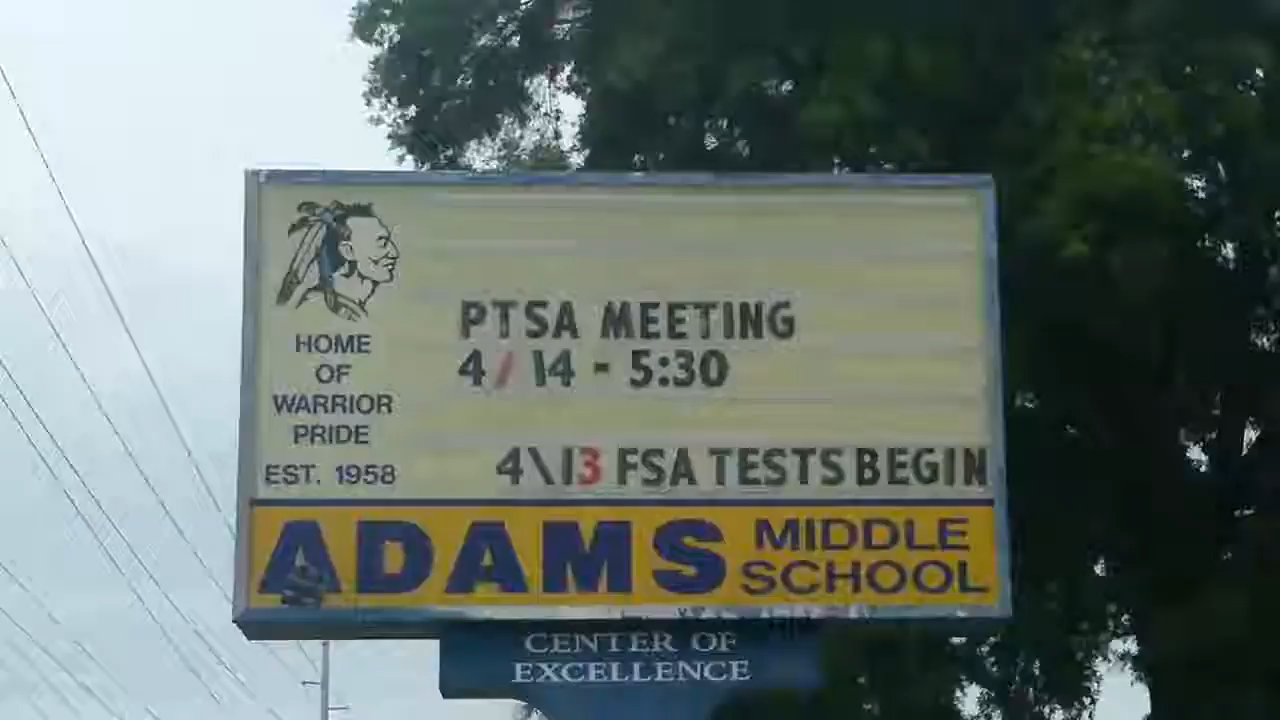 HOME
OF
WARRIOR
PRIDE
EST. 1958
PTSA MEETING
4/14 - 5:30
4\13 FSA TESTS BEGIN
ADAMS MIDDLE SCHOOL
CENTER OF
EXCELLENCE